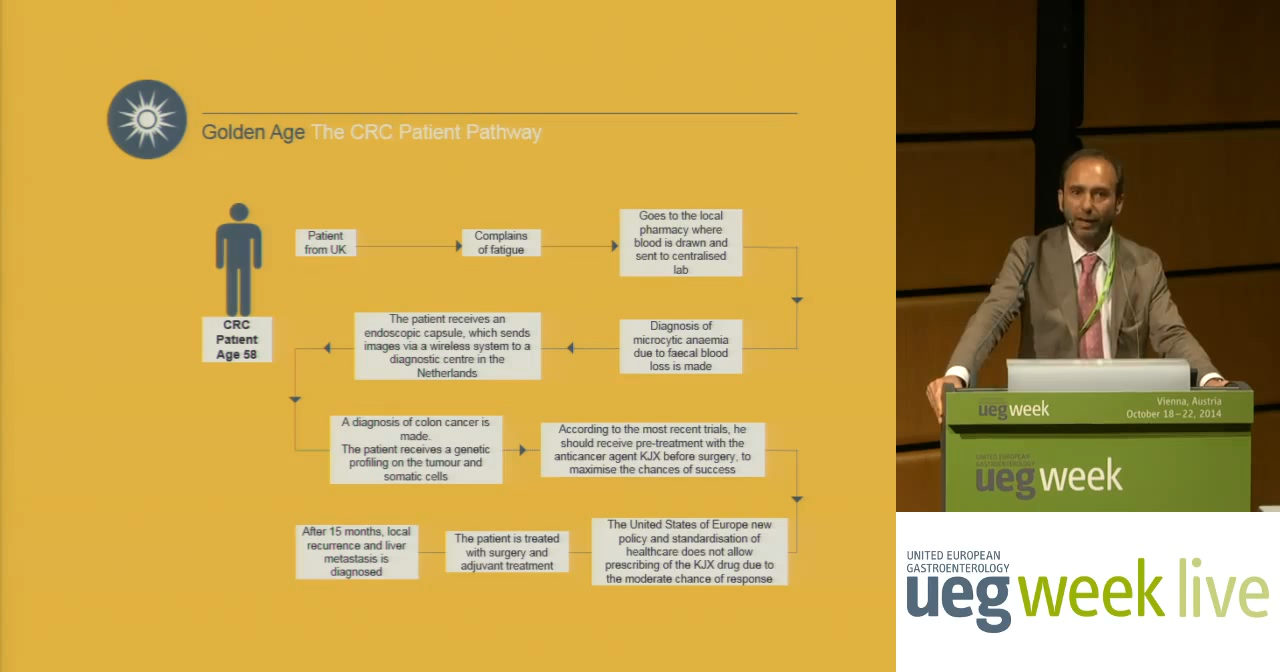 Golden Age The CRC Patient Pathway
Patient
from UK
Complains
of fatigue
Goes to the local
pharmacy where
blood is drawn and
sent to centralised
lab
CRC
Patient
Age 58
The patient receives an
endoscopic capsule, which sends
images via a wireless system to a
diagnostic centre in the
Netherlands
Diagnosis of
microcytic anaemia
due to faecal blood
loss is made
A diagnosis of colon cancer is
made.
The patient receives a genetic
profiling on the tumour and
somatic cells
According to the most recent trials, he
should receive pre-treatment with the
anticancer agent KJX before surgery, to
maximise the chances of success
After 15 months, local
recurrence and liver
metastasis is
diagnosed
The patient is treated
with surgery and
adjuvant treatment
The United States of Europe new
policy and standardisation of
healthcare does not allow
prescribing of the KJX drug due to
the moderate chance of response
ueg week
Vienna, Austria
October 18–22, 2014
UNITED EUROPEAN
GASTROENTEROLOGY
ueg week
UNITED EUROPEAN
GASTROENTEROLOGY
ueg week live